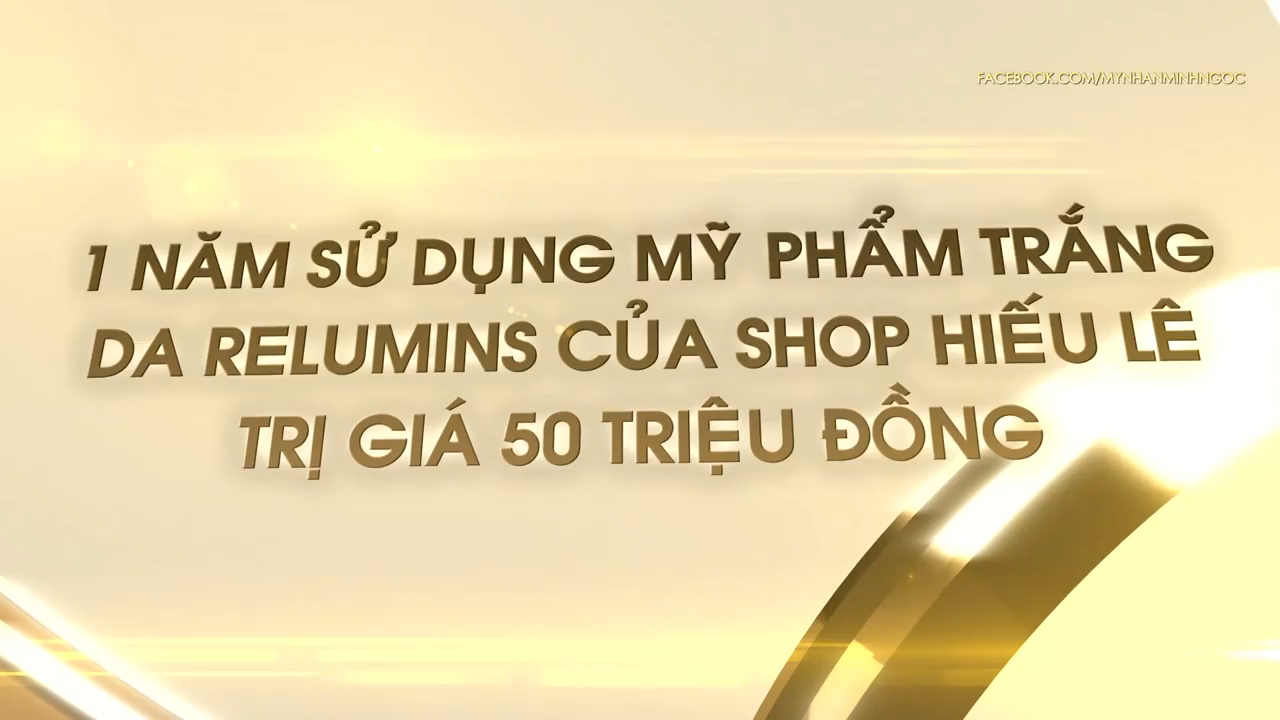 FACEBOOK.COM/MYNHANMINHNGOC
1 NĂM SỬ DỤNG MỸ PHẨM TRẮNG
DA RELUMINS CỦA SHOP HIẾU LÊ
TRỊ GIÁ 50 TRIỆU ĐỒNG